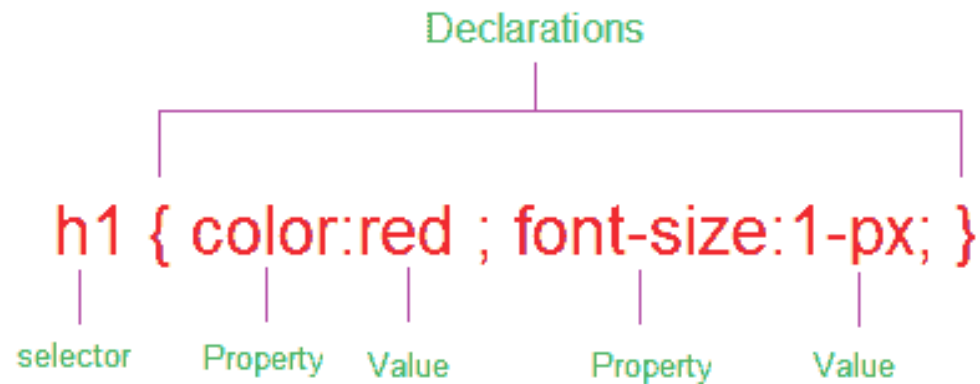 Declarations
h1 { color:red ; font-size:1-px; }
selector Property Value Property Value